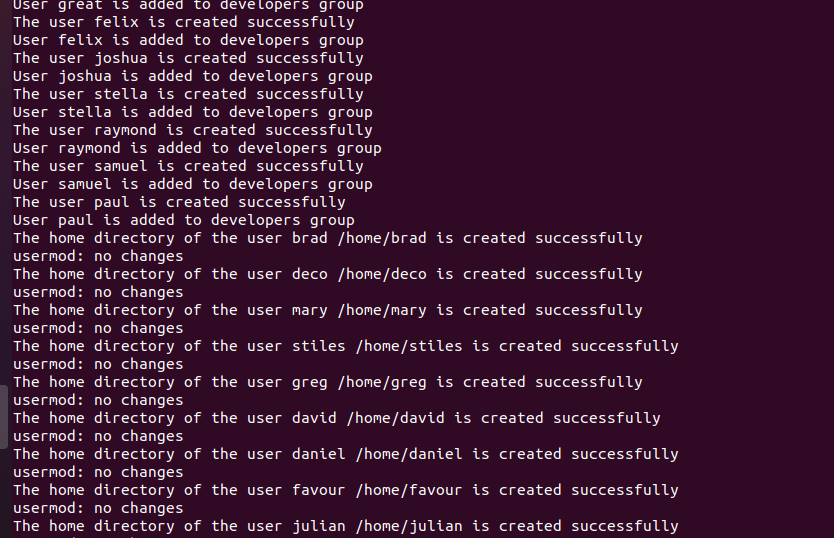 User great is added to developers group
The user felix is created successfully
User felix is added to developers group
The user joshua is created successfully
User joshua is added to developers group
The user stella is created successfully
User stella is added to developers group
The user raymond is created successfully
User raymond is added to developers group
The user samuel is created successfully
User samuel is added to developers group
The user paul is created successfully
User paul is added to developers group
The home directory of the user brad /home/brad is created successfully
usermod: no changes
The home directory of the user deco /home/deco is created successfully
usermod: no changes
The home directory of the user mary /home/mary is created successfully
usermod: no changes
The home directory of the user stiles /home/stiles is created successfully
usermod: no changes
The home directory of the user greg /home/greg is created successfully
usermod: no changes
The home directory of the user david /home/david is created successfully
usermod: no changes
The home directory of the user daniel /home/daniel is created successfully
usermod: no changes
The home directory of the user favour /home/favour is created successfully
usermod: no changes
The home directory of the user julian /home/julian is created successfully